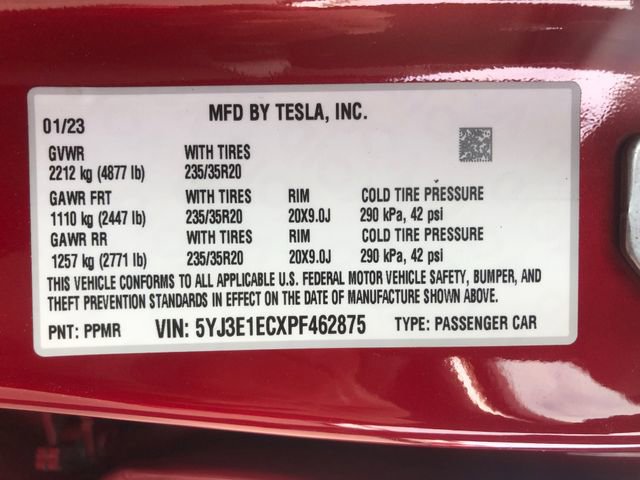 MFD BY TESLA, INC.
01/23
GVWR WITH TIRES
2212 kg (4877 lb) 235/35R20
GAWR FRT WITH TIRES RIM COLD TIRE PRESSURE
1110 kg (2447 lb) 235/35R20 20X9.0J 290 kPa, 42 psi
GAWR RR WITH TIRES RIM COLD TIRE PRESSURE
1257 kg (2771 lb) 235/35R20 20X9.0J 290 kPa, 42 psi
THIS VEHICLE CONFORMS TO ALL APPLICABLE U.S. FEDERAL MOTOR VEHICLE SAFETY, BUMPER, AND
THEFT PREVENTION STANDARDS IN EFFECT ON THE DATE OF MANUFACTURE SHOWN ABOVE.
PNT: PPMR VIN: 5YJ3E1ECXPF462875 TYPE: PASSENGER CAR